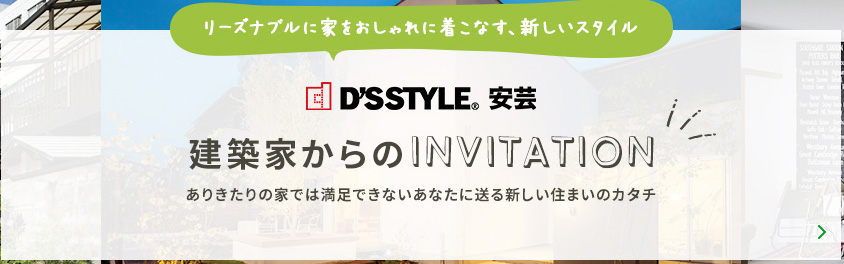 リーズナブルに家をおしゃれに着こなす、新しいスタイル
D'S STYLE® 安芸
建築家からのINVITATION
ありきたりの家では満足できないあなたに送る新しい住まいのカタチ